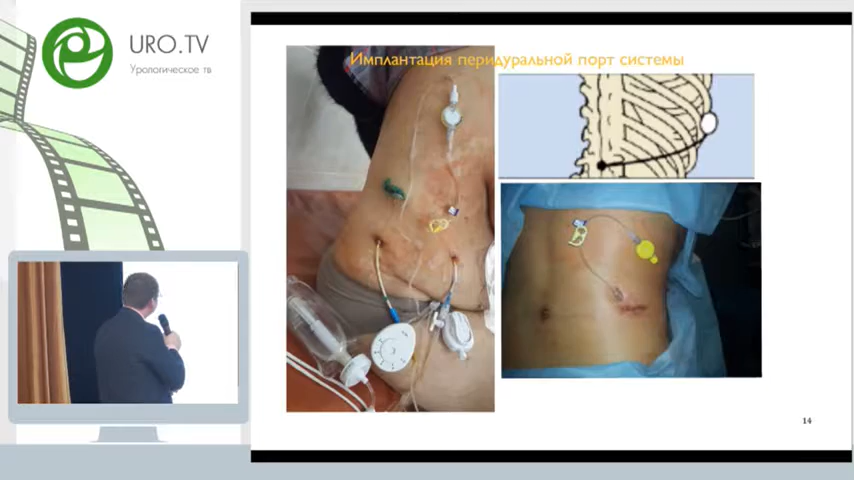 URO.TV
Урологическое тв
Имплантация перидуральной порт системы
14